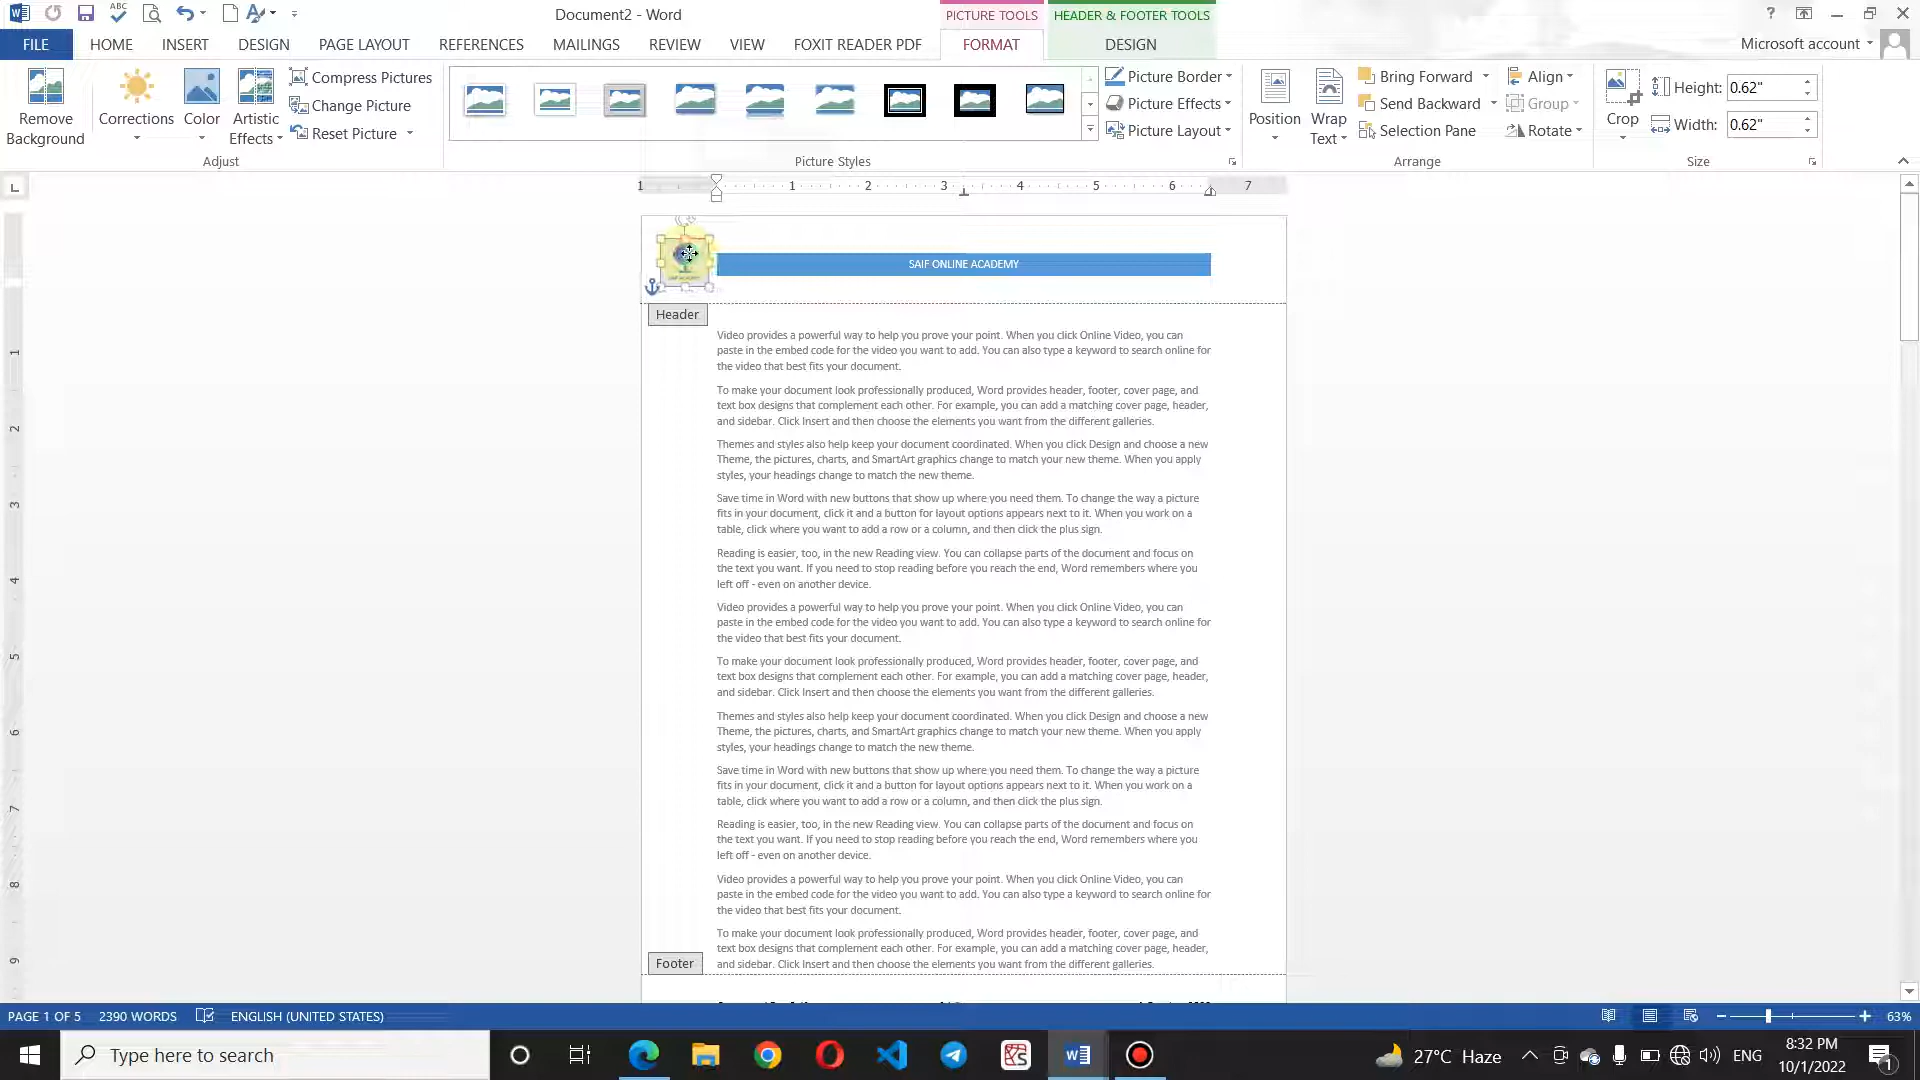 Document2 - Word
PICTURE TOOLS
HEADER & FOOTER TOOLS
FILE
HOME
INSERT
DESIGN
PAGE LAYOUT
REFERENCES
MAILINGS
REVIEW
VIEW
FOXIT READER PDF
FORMAT
DESIGN
Microsoft account
Remove Background
Corrections
Color
Artistic Effects
Compress Pictures
Change Picture
Reset Picture
Adjust
Picture Styles
Picture Border
Picture Effects
Picture Layout
Position
Wrap Text
Bring Forward
Send Backward
Selection Pane
Align
Group
Rotate
Arrange
Crop
Height: 0.62"
Width: 0.62"
Size
1 1 2 3 4 5 6 7
SAIF ONLINE ACADEMY
Header
Video provides a powerful way to help you prove your point. When you click Online Video, you can
paste in the embed code for the video you want to add. You can also type a keyword to search online for
the video that best fits your document.
To make your document look professionally produced, Word provides header, footer, cover page, and
text box designs that complement each other. For example, you can add a matching cover page, header,
and sidebar. Click Insert and then choose the elements you want from the different galleries.
Themes and styles also help keep your document coordinated. When you click Design and choose a new
Theme, the pictures, charts, and SmartArt graphics change to match your new theme. When you apply
styles, your headings change to match the new theme.
Save time in Word with new buttons that show up where you need them. To change the way a picture
fits in your document, click it and a button for layout options appears next to it. When you work on a
table, click where you want to add a row or a column, and then click the plus sign.
Reading is easier, too, in the new Reading view. You can collapse parts of the document and focus on
the text you want. If you need to stop reading before you reach the end, Word remembers where you
left off - even on another device.
Video provides a powerful way to help you prove your point. When you click Online Video, you can
paste in the embed code for the video you want to add. You can also type a keyword to search online for
the video that best fits your document.
To make your document look professionally produced, Word provides header, footer, cover page, and
text box designs that complement each other. For example, you can add a matching cover page, header,
and sidebar. Click Insert and then choose the elements you want from the different galleries.
Themes and styles also help keep your document coordinated. When you click Design and choose a new
Theme, the pictures, charts, and SmartArt graphics change to match your new theme. When you apply
styles, your headings change to match the new theme.
Save time in Word with new buttons that show up where you need them. To change the way a picture
fits in your document, click it and a button for layout options appears next to it. When you work on a
table, click where you want to add a row or a column, and then click the plus sign.
Reading is easier, too, in the new Reading view. You can collapse parts of the document and focus on
the text you want. If you need to stop reading before you reach the end, Word remembers where you
left off - even on another device.
Video provides a powerful way to help you prove your point. When you click Online Video, you can
paste in the embed code for the video you want to add. You can also type a keyword to search online for
the video that best fits your document.
To make your document look professionally produced, Word provides header, footer, cover page, and
text box designs that complement each other. For example, you can add a matching cover page, header,
and sidebar. Click Insert and then choose the elements you want from the different galleries.
Footer
1
2
3
4
5
6
7
8
9
PAGE 1 OF 5
2390 WORDS
ENGLISH (UNITED STATES)
63%
Type here to search
27°C Haze
ENG
8:32 PM
10/1/2022
1